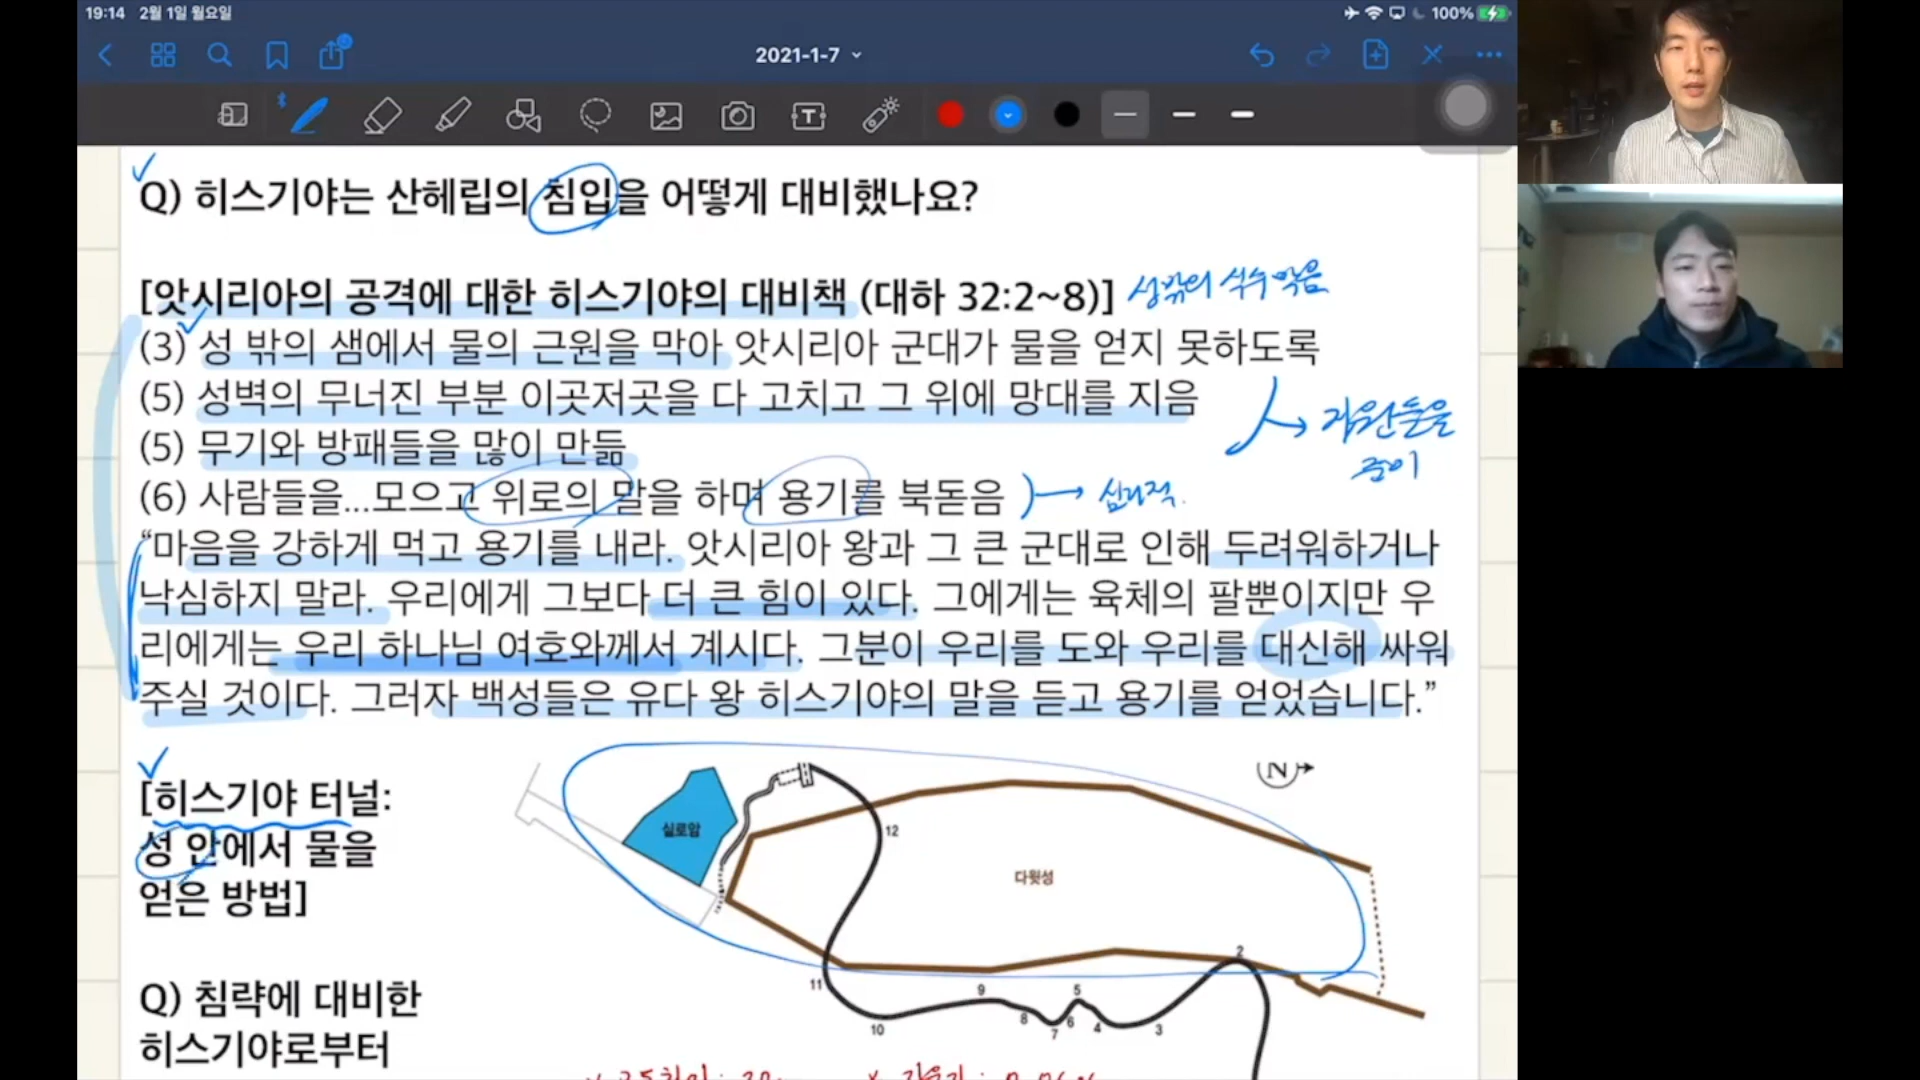 19:14 2월 1일 월요일
100%
2021-1-7
Q) 히스기야는 산헤립의 침입을 어떻게 대비했나요?
[앗시리아의 공격에 대한 히스기야의 대비책 (대하 32:2~8)] 성밖의 식수 막음
(3) 성 밖의 샘에서 물의 근원을 막아 앗시리아 군대가 물을 얻지 못하도록
(5) 성벽의 무너진 부분 이곳저곳을 다 고치고 그 위에 망대를 지음
(5) 무기와 방패들을 많이 만듦
(6) 사람들을...모으고 위로의 말을 하며 용기를 북돋음
심리적.
“마음을 강하게 먹고 용기를 내라. 앗시리아 왕과 그 큰 군대로 인해 두려워하거나
낙심하지 말라. 우리에게 그보다 더 큰 힘이 있다. 그에게는 육체의 팔뿐이지만 우
리에게는 우리 하나님 여호와께서 계시다. 그분이 우리를 도와 우리를 대신해 싸워
주실 것이다. 그러자 백성들은 유다 왕 히스기야의 말을 듣고 용기를 얻었습니다.”
[히스기야 터널:
성 안에서 물을
얻은 방법]
Q) 침략에 대비한
히스기야로부터
N
실로암
다윗성
12
11
10
9
8
7
6
5
4
3
2